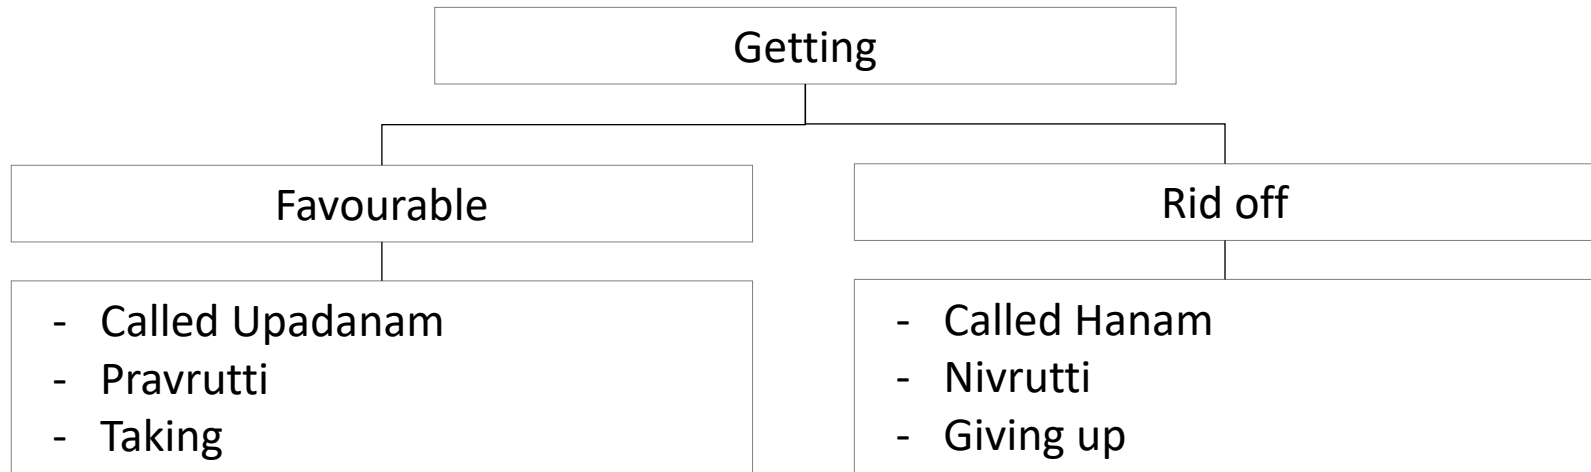 Getting
Favourable
- Called Upadanam
- Pravrutti
- Taking
Rid off
- Called Hanam
- Nivrutti
- Giving up